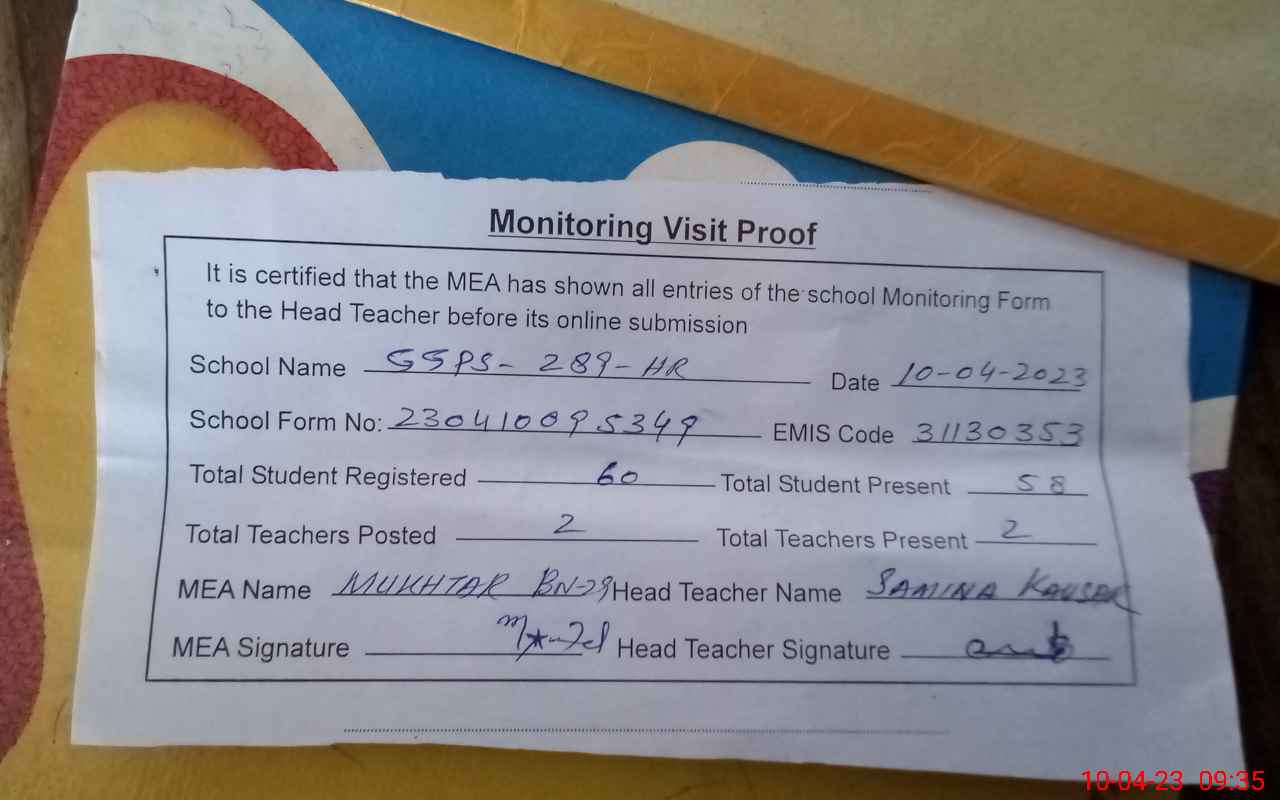 Monitoring Visit Proof
It is certified that the MEA has shown all entries of the school Monitoring Form
to the Head Teacher before its online submission
School Name GGPS- 289-HR Date 10-04-2023
School Form No: 230410095349 EMIS Code 31130353
Total Student Registered 60 Total Student Present 58
Total Teachers Posted 2 Total Teachers Present 2
MEA Name MUKHTAR BN-29 Head Teacher Name SAMINA KAUSAR
MEA Signature Head Teacher Signature
10-04-23 09:35